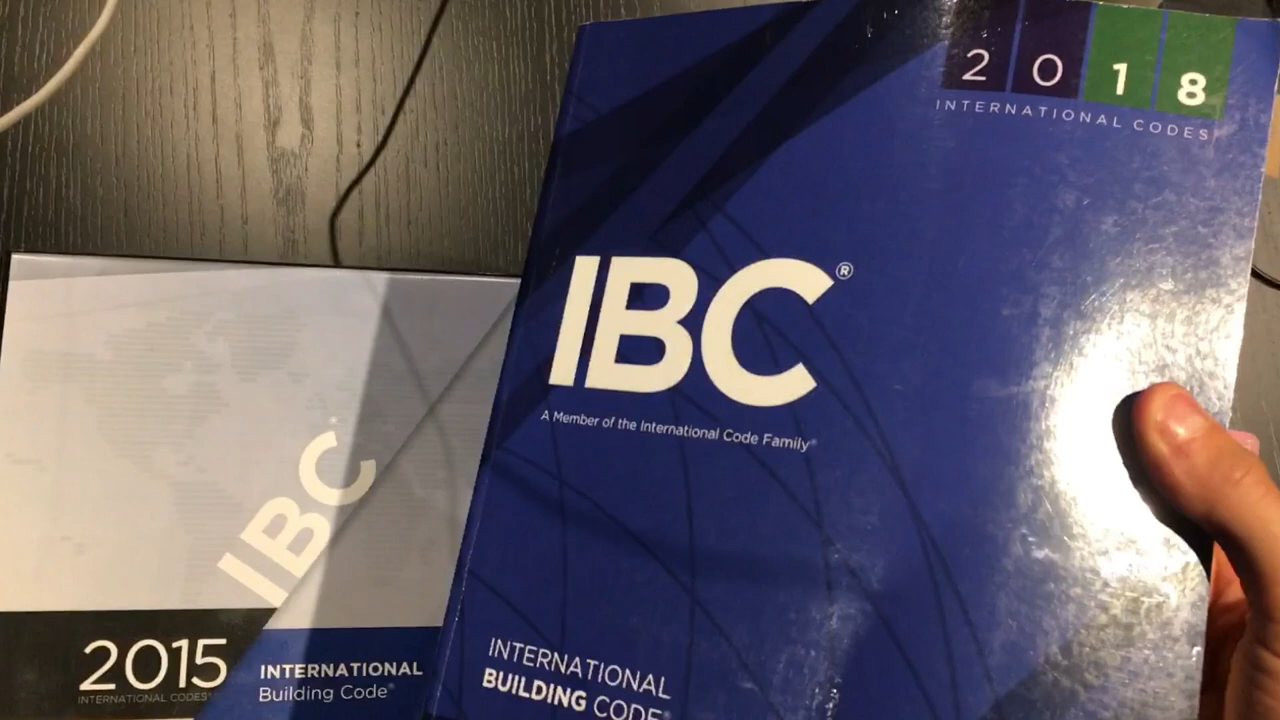 2018
INTERNATIONAL CODES
IBC®
A Member of the International Code Family®
INTERNATIONAL
BUILDING CODE®
IBC®
2015
INTERNATIONAL CODES®
INTERNATIONAL
Building Code®